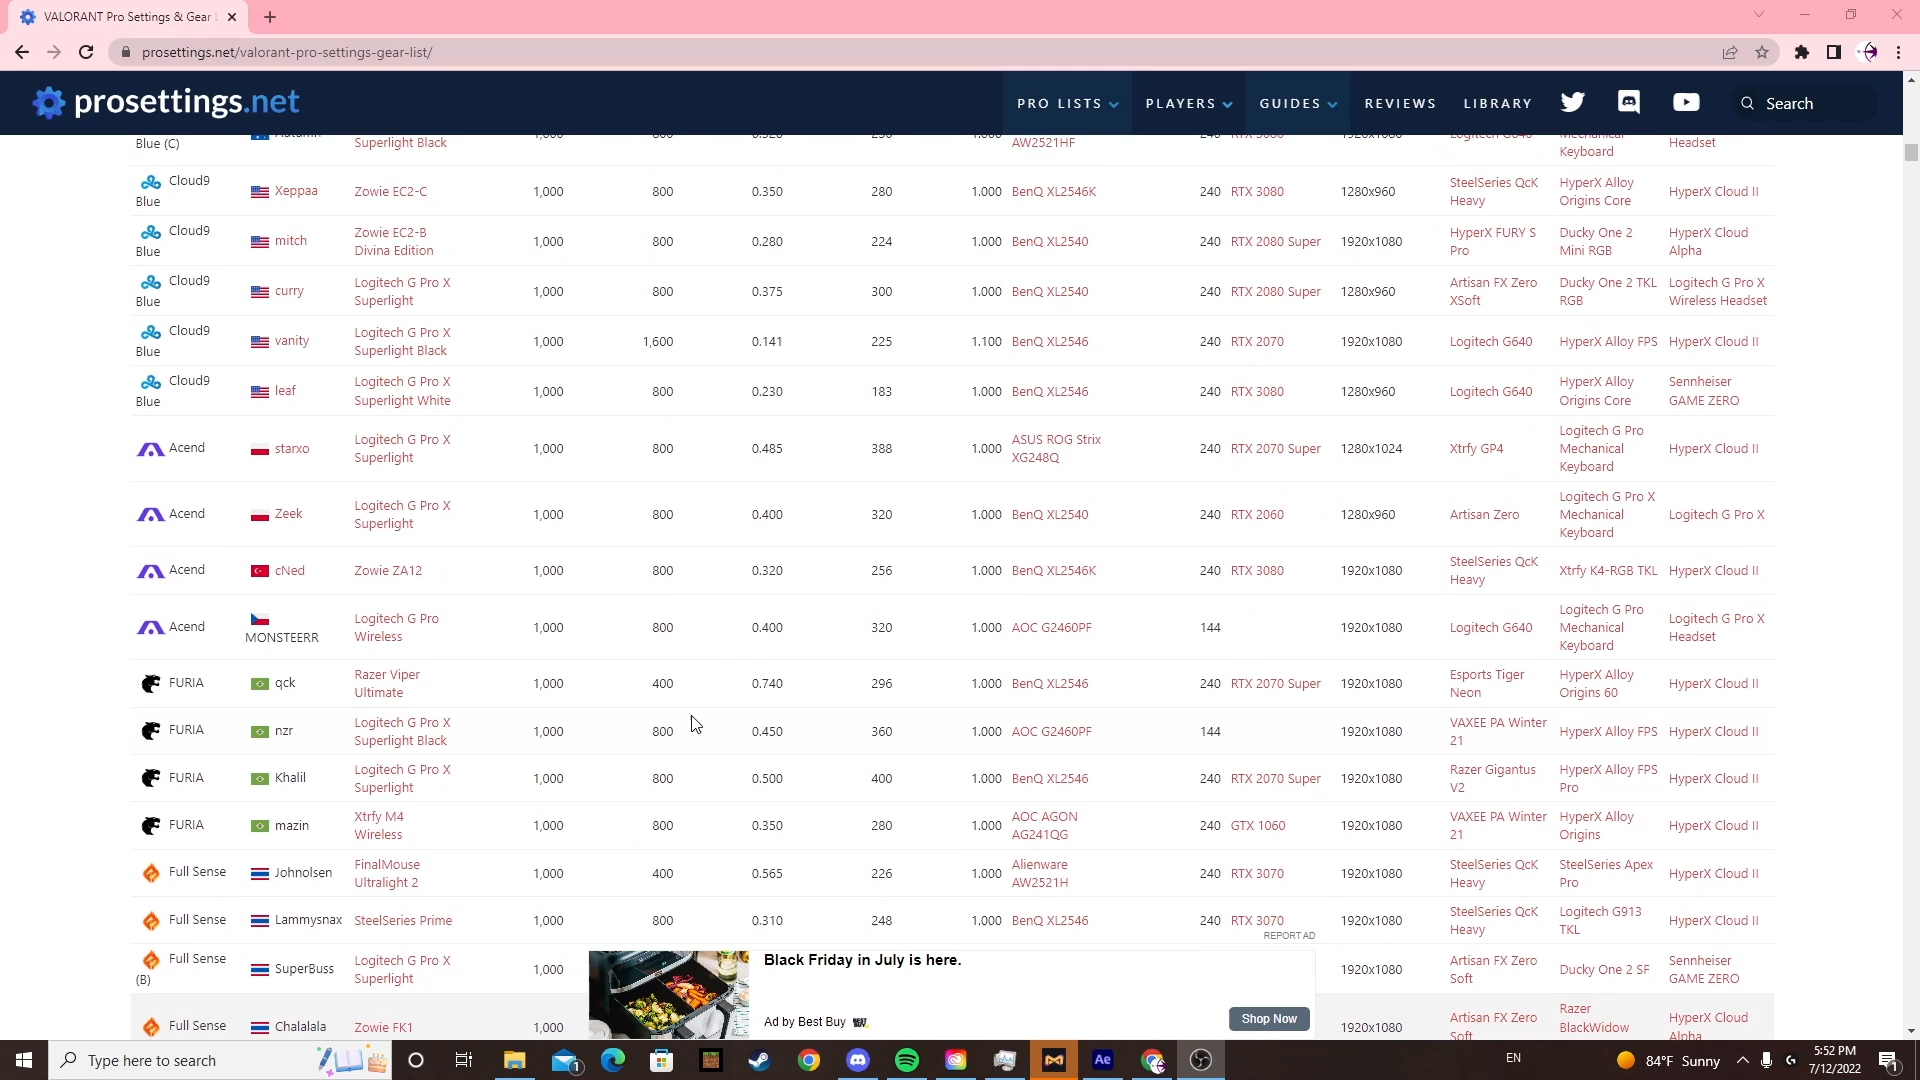 VALORANT Pro Settings & Gear L
prosettings.net/valorant-pro-settings-gear-list/
prosettings.net
PRO LISTS PLAYERS GUIDES REVIEWS LIBRARY Search
Blue (C) Superlight Black AW2521HF Keyboard Headset
Cloud9 Blue Xeppaa Zowie EC2-C 1,000 800 0.350 280 1.000 BenQ XL2546K 240 RTX 3080 1280x960 SteelSeries QcK Heavy HyperX Alloy Origins Core HyperX Cloud II
Cloud9 Blue mitch Zowie EC2-B Divina Edition 1,000 800 0.280 224 1.000 BenQ XL2540 240 RTX 2080 Super 1920x1080 HyperX FURY S Pro Ducky One 2 Mini RGB HyperX Cloud Alpha
Cloud9 Blue curry Logitech G Pro X Superlight 1,000 800 0.375 300 1.000 BenQ XL2540 240 RTX 2080 Super 1280x960 Artisan FX Zero XSoft Ducky One 2 TKL RGB Logitech G Pro X Wireless Headset
Cloud9 Blue vanity Logitech G Pro X Superlight Black 1,000 1,600 0.141 225 1.100 BenQ XL2546 240 RTX 2070 1920x1080 Logitech G640 HyperX Alloy FPS HyperX Cloud II
Cloud9 Blue leaf Logitech G Pro X Superlight White 1,000 800 0.230 183 1.000 BenQ XL2546 240 RTX 3080 1280x960 Logitech G640 HyperX Alloy Origins Core Sennheiser GAME ZERO
Acend starxo Logitech G Pro X Superlight 1,000 800 0.485 388 1.000 ASUS ROG Strix XG248Q 240 RTX 2070 Super 1280x1024 Xtrfy GP4 Logitech G Pro Mechanical Keyboard HyperX Cloud II
Acend Zeek Logitech G Pro X Superlight 1,000 800 0.400 320 1.000 BenQ XL2540 240 RTX 2060 1280x960 Artisan Zero Logitech G Pro X Mechanical Keyboard Logitech G Pro X
Acend cNed Zowie ZA12 1,000 800 0.320 256 1.000 BenQ XL2546K 240 RTX 3080 1920x1080 SteelSeries QcK Heavy Xtrfy K4-RGB TKL HyperX Cloud II
Acend MONSTEERR Logitech G Pro Wireless 1,000 800 0.400 320 1.000 AOC G2460PF 144 1920x1080 Logitech G640 Logitech G Pro Mechanical Keyboard Logitech G Pro X Headset
FURIA qck Razer Viper Ultimate 1,000 400 0.740 296 1.000 BenQ XL2546 240 RTX 2070 Super 1920x1080 Esports Tiger Neon HyperX Alloy Origins 60 HyperX Cloud II
FURIA nzr Logitech G Pro X Superlight Black 1,000 800 0.450 360 1.000 AOC G2460PF 144 1920x1080 VAXEE PA Winter 21 HyperX Alloy FPS HyperX Cloud II
FURIA Khalil Logitech G Pro X Superlight 1,000 800 0.500 400 1.000 BenQ XL2546 240 RTX 2070 Super 1920x1080 Razer Gigantus V2 HyperX Alloy FPS Pro HyperX Cloud II
FURIA mazin Xtrfy M4 Wireless 1,000 800 0.350 280 1.000 AOC AGON AG241QG 240 GTX 1060 1920x1080 VAXEE PA Winter 21 HyperX Alloy Origins HyperX Cloud II
Full Sense Johnolsen FinalMouse Ultralight 2 1,000 400 0.565 226 1.000 Alienware AW2521H 240 RTX 3070 1920x1080 SteelSeries QcK Heavy SteelSeries Apex Pro HyperX Cloud II
Full Sense Lammysnax SteelSeries Prime 1,000 800 0.310 248 1.000 BenQ XL2546 240 RTX 3070 1920x1080 SteelSeries QcK Heavy Logitech G913 TKL HyperX Cloud II
REPORT AD
Full Sense (B) SuperBuss Logitech G Pro X Superlight 1,000 1920x1080 Artisan FX Zero Soft Ducky One 2 SF Sennheiser GAME ZERO
Black Friday in July is here.
Ad by Best Buy
Shop Now
Full Sense Chalalala Zowie FK1 1,000 1920x1080 Artisan FX Zero Soft Razer BlackWidow HyperX Cloud Alpha
Type here to search
EN
84°F Sunny
5:52 PM
7/12/2022